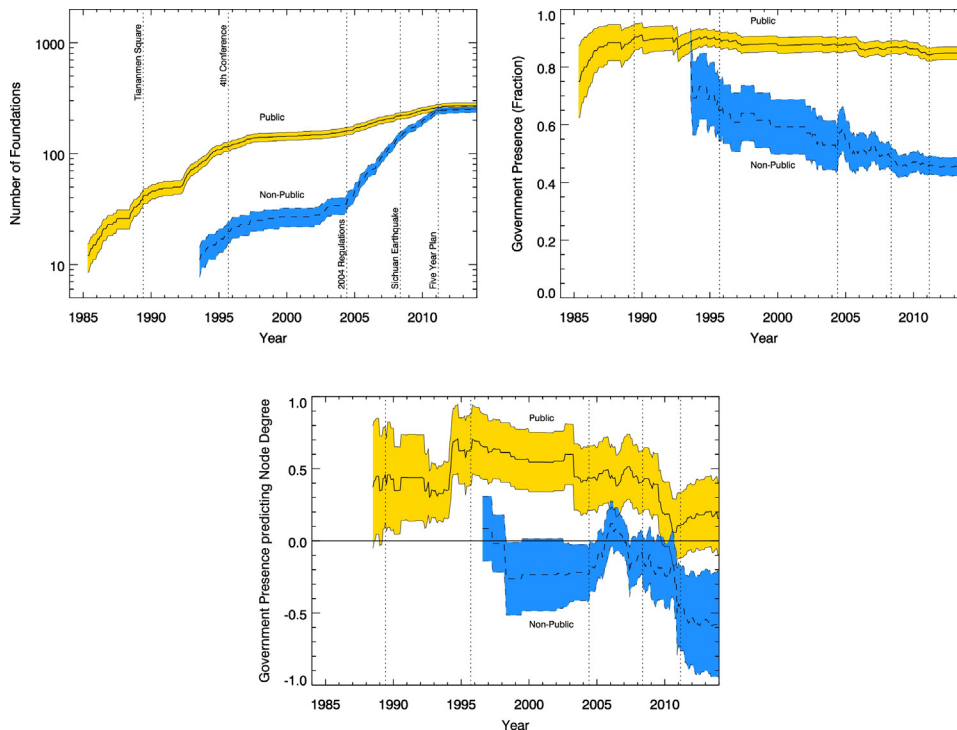 Number of Foundations
1000
100
10
Tiananmen Square
4th Conference
Public
Non-Public
2004 Regulations
Sichuan Earthquake
Five Year Plan
1985 1990 1995 2000 2005 2010
Year
Government Presence (Fraction)
1.0
0.8
0.6
0.4
0.2
0.0
Public
Non-Public
1985 1990 1995 2000 2005 2010
Year
Government Presence predicting Node Degree
1.0
0.5
0.0
-0.5
-1.0
Public
Non-Public
1985 1990 1995 2000 2005 2010
Year